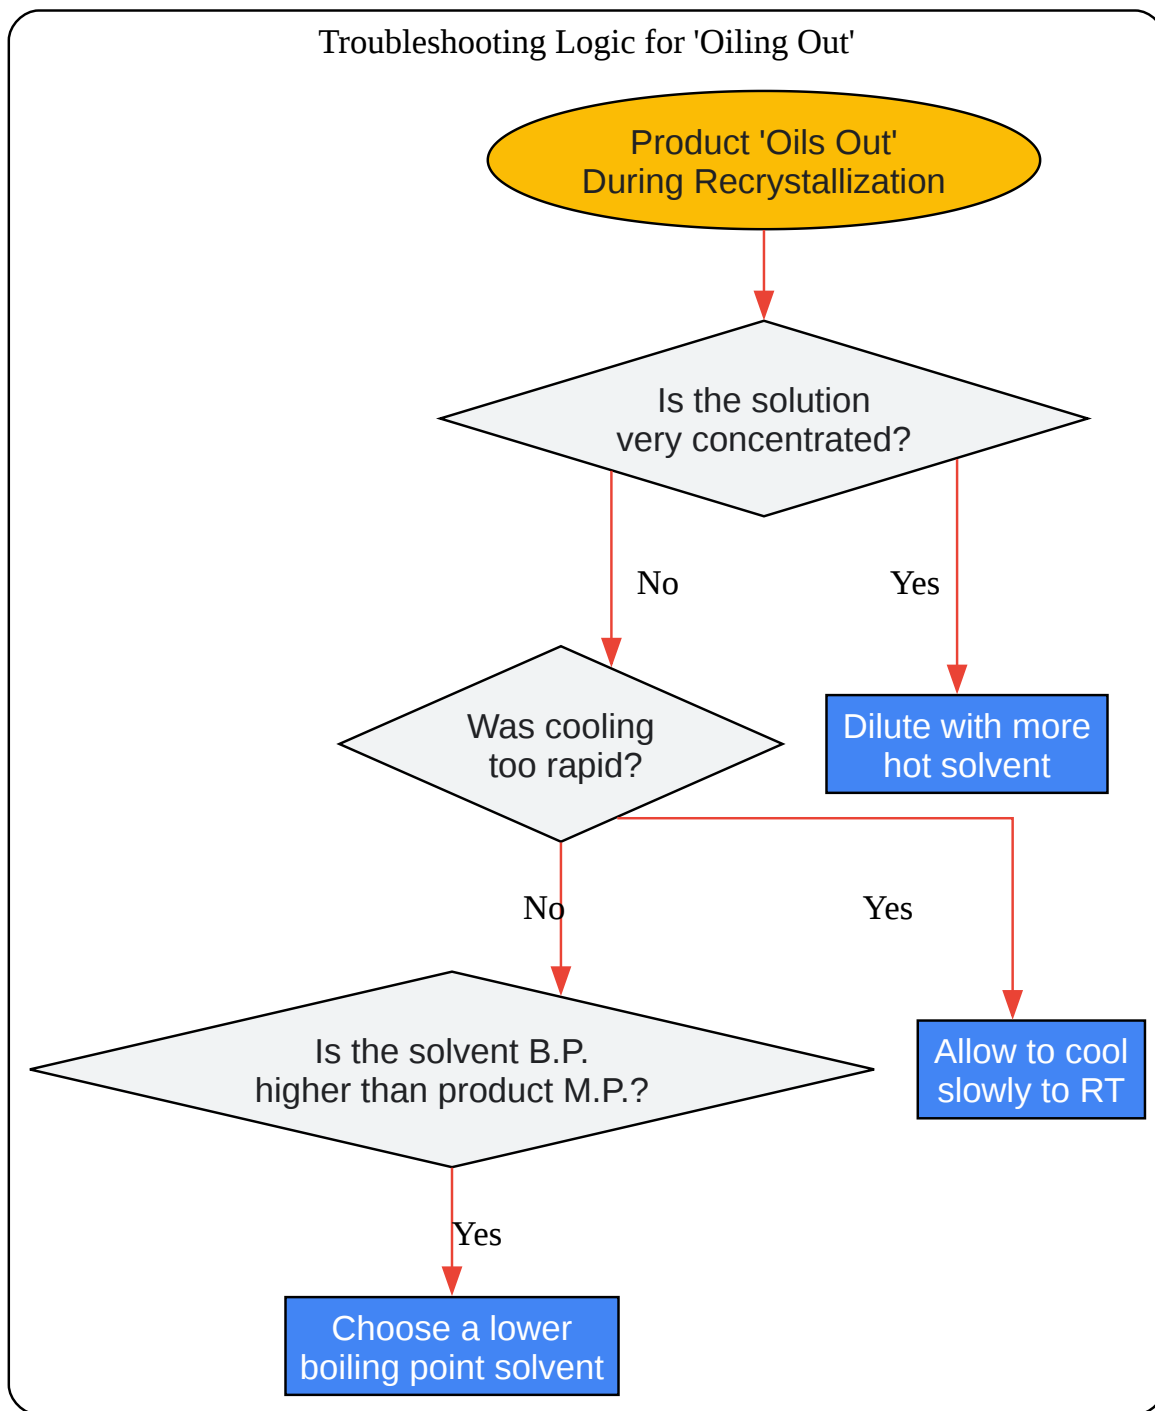 Troubleshooting Logic for 'Oiling Out'
Product 'Oils Out'
During Recrystallization
Is the solution
very concentrated?
No
Yes
Was cooling
too rapid?
Dilute with more
hot solvent
No
Yes
Is the solvent B.P.
higher than product M.P.?
Allow to cool
slowly to RT
Yes
Choose a lower
boiling point solvent